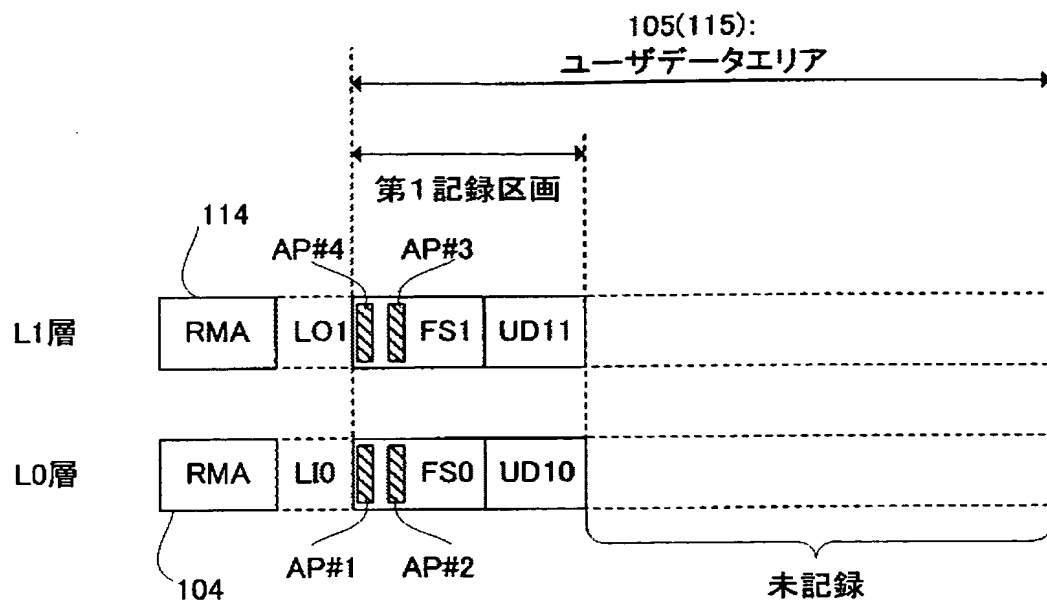 105(115):
ユーザデータエリア
第1記録区画
114
AP#4 AP#3
L1層 RMA LO1 FS1 UD11
L0層 RMA LI0 FS0 UD10
AP#1 AP#2
104
未記録